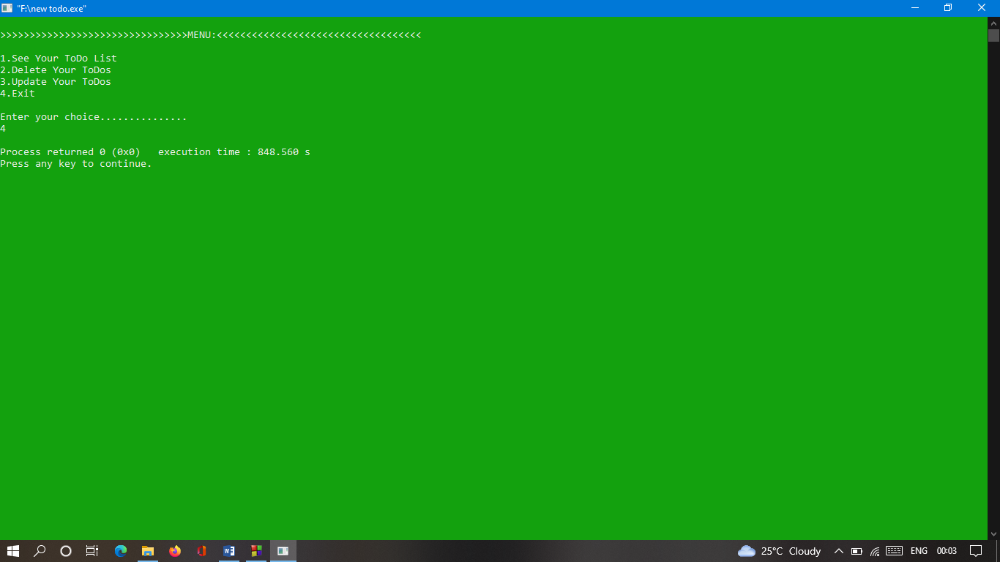 "F:\new todo.exe"
>>>>>>>>>>>>>>>>>>>>>>>>>>>>>>>>MENU:<<<<<<<<<<<<<<<<<<<<<<<<<<<<<<<<<<<
1.See Your ToDo List
2.Delete Your ToDos
3.Update Your ToDos
4.Exit
Enter your choice...............
4
Process returned 0 (0x0)   execution time : 848.560 s
Press any key to continue.
25°C Cloudy ENG 00:03